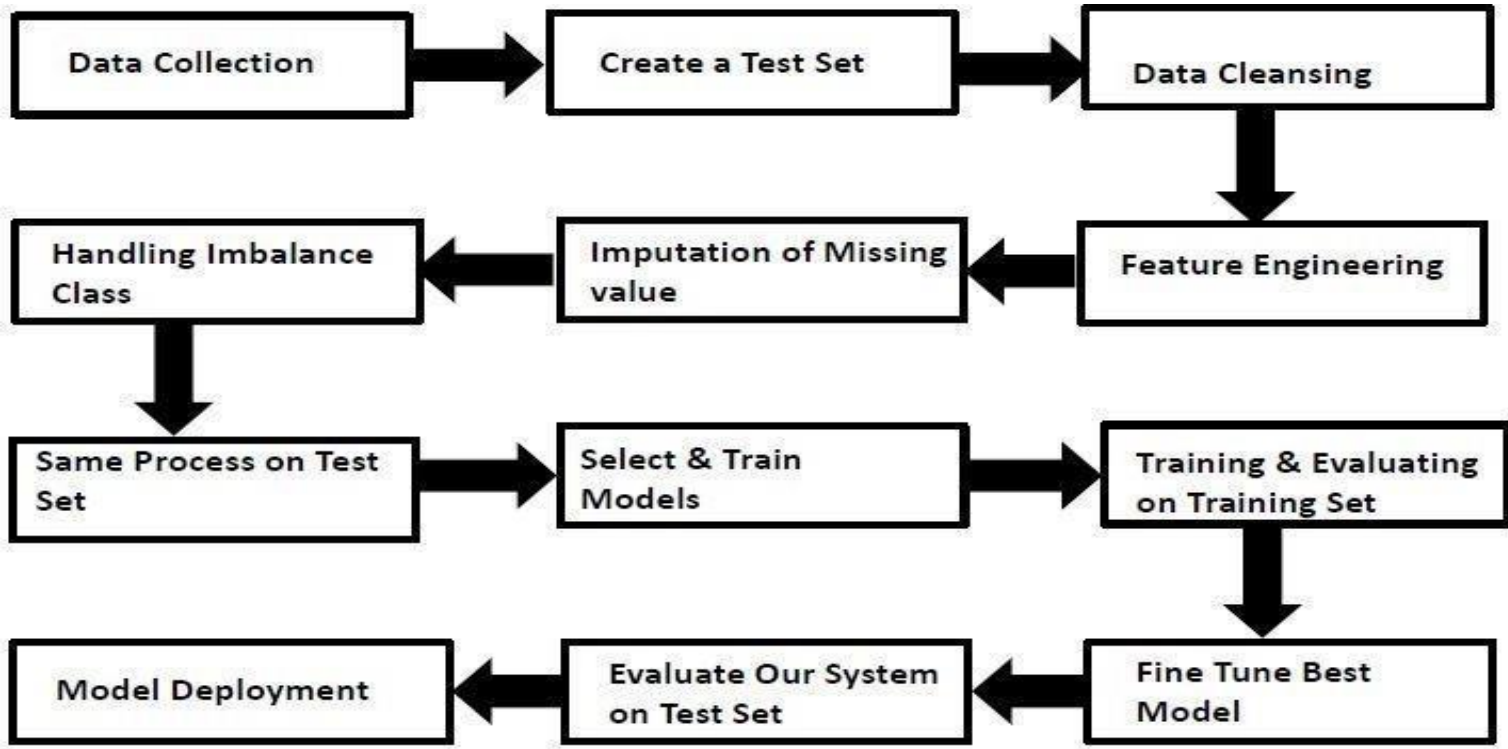 Data Collection
Create a Test Set
Data Cleansing
Feature Engineering
Imputation of Missing
value
Handling Imbalance
Class
Same Process on Test
Set
Select & Train
Models
Training & Evaluating
on Training Set
Fine Tune Best
Model
Evaluate Our System
on Test Set
Model Deployment